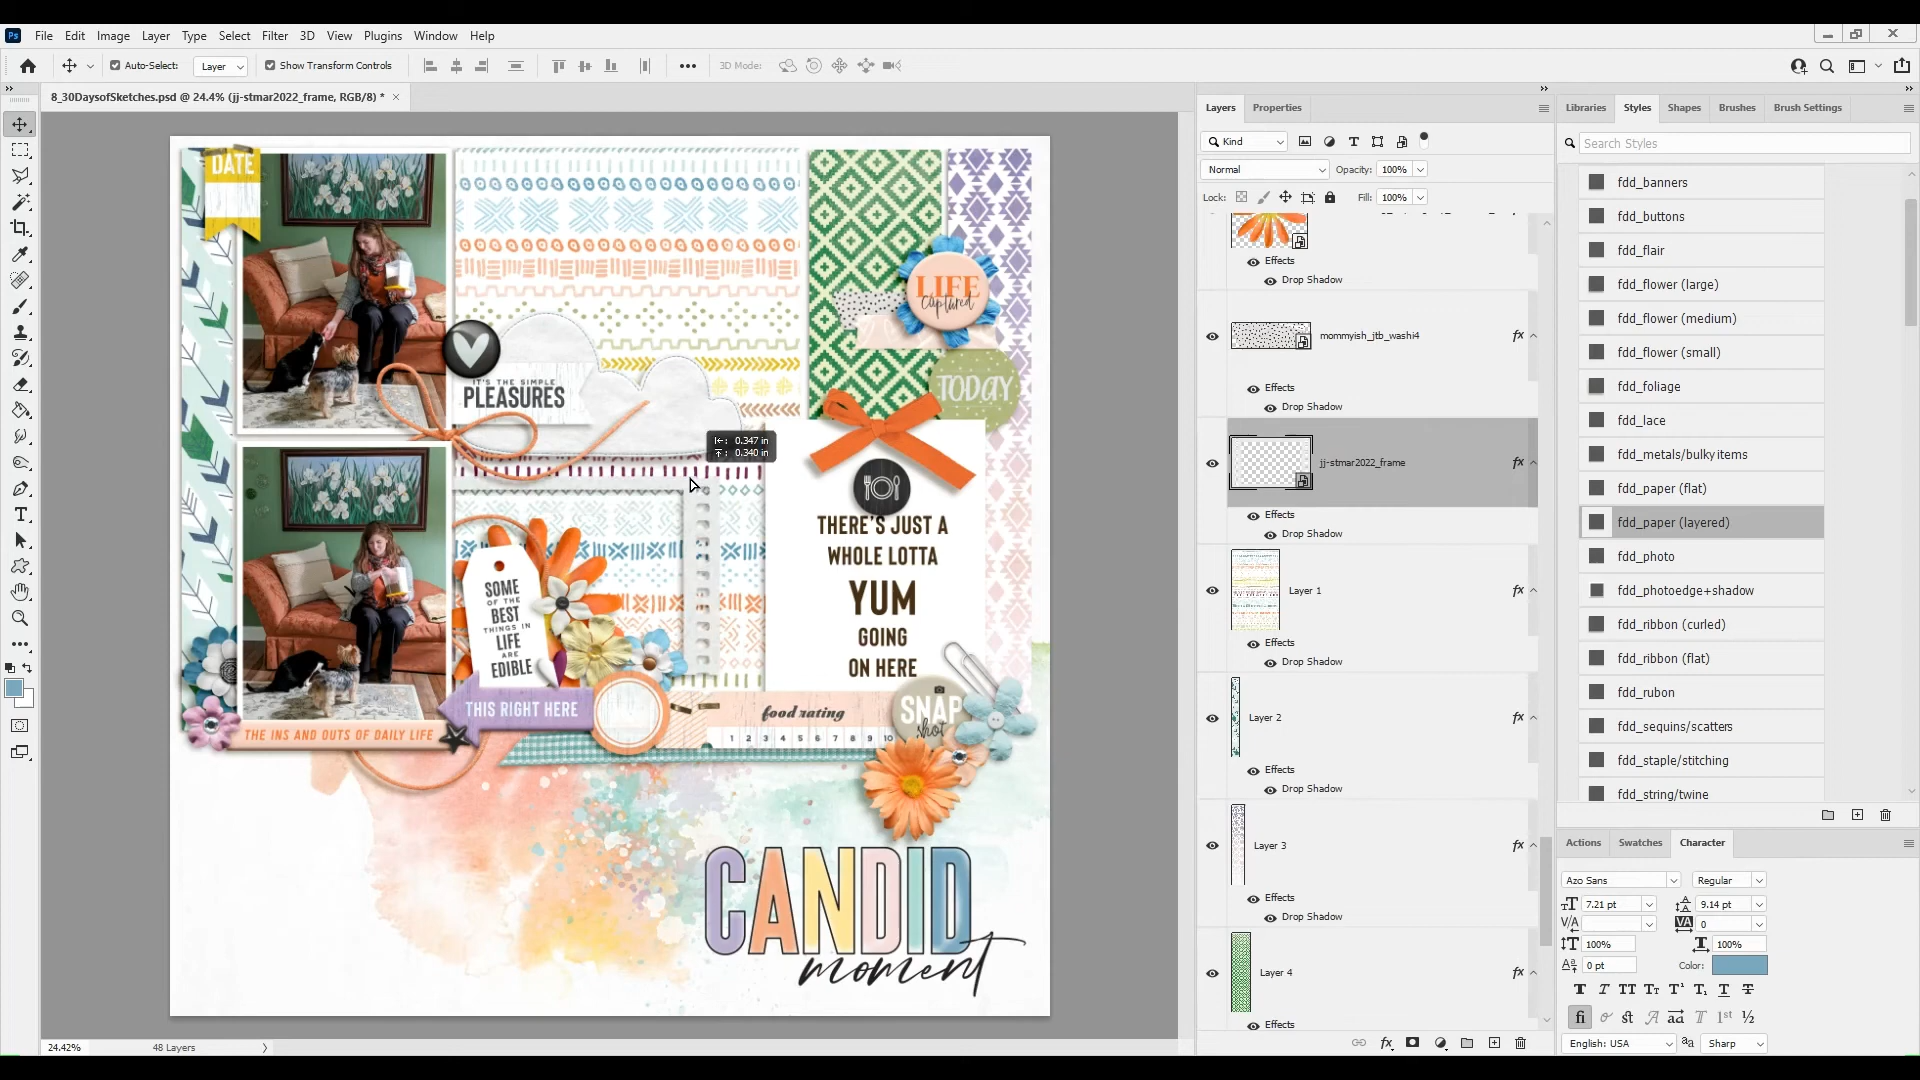 File Edit Image Layer Type Select Filter 3D View Plugins Window Help
Auto-Select: Layer Show Transform Controls 3D Mode:
8_30DaysofSketches.psd @ 24.4% (jj-stmar2022_frame, RGB/8) *
DATE
LIFE
Captured
TODAY
IT'S THE SIMPLE
PLEASURES
0.347 in
0.340 in
THERE'S JUST A
WHOLE LOTTA
YUM
GOING
ON HERE
SOME
OF THE
BEST
THINGS IN
LIFE
ARE
EDIBLE
THIS RIGHT HERE
food rating
1 2 3 4 5 6 7 8 9 10
SNAP
shot
THE INS AND OUTS OF DAILY LIFE
CANDID
moment
24.42% 48 Layers
Layers Properties
Kind
Normal Opacity: 100%
Lock: Fill: 100%
Effects
Drop Shadow
mommyish_jtb_washi4 fx
Effects
Drop Shadow
jj-stmar2022_frame fx
Effects
Drop Shadow
Layer 1 fx
Effects
Drop Shadow
Layer 2 fx
Effects
Drop Shadow
Layer 3 fx
Effects
Drop Shadow
Layer 4 fx
Effects
fx
Libraries Styles Shapes Brushes Brush Settings
Search Styles
fdd_banners
fdd_buttons
fdd_flair
fdd_flower (large)
fdd_flower (medium)
fdd_flower (small)
fdd_foliage
fdd_lace
fdd_metals/bulky items
fdd_paper (flat)
fdd_paper (layered)
fdd_photo
fdd_photoedge+shadow
fdd_ribbon (curled)
fdd_ribbon (flat)
fdd_rubon
fdd_sequins/scatters
fdd_staple/stitching
fdd_string/twine
Actions Swatches Character
Azo Sans Regular
7.21 pt 9.14 pt
0
100% 100%
0 pt Color:
English: USA aa Sharp